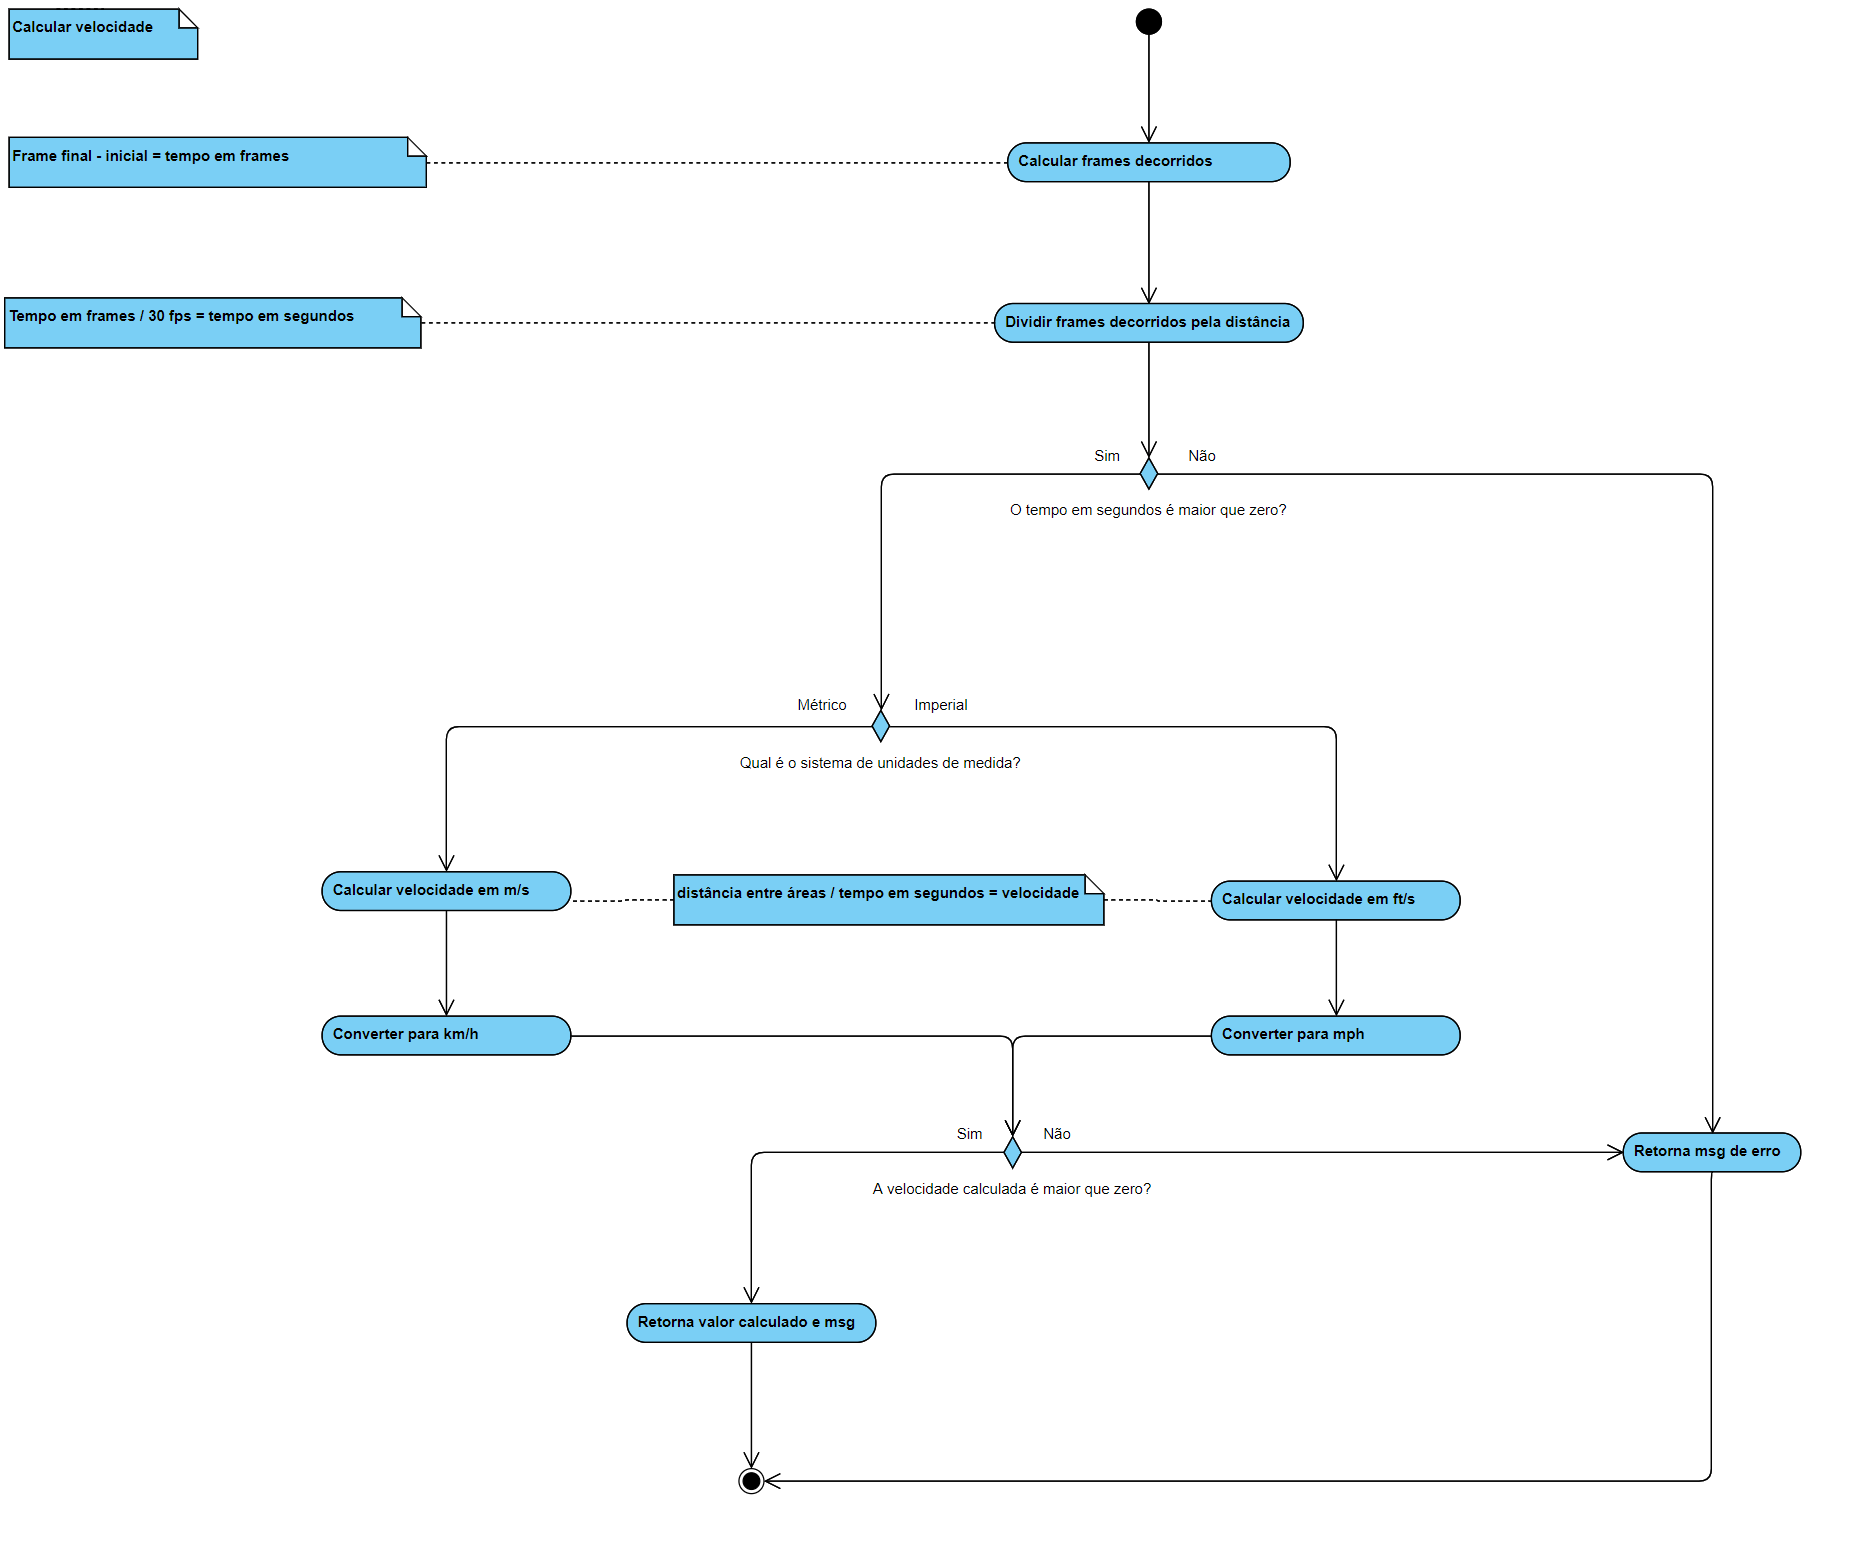 Calcular velocidade
Frame final - inicial = tempo em frames
Calcular frames decorridos
Tempo em frames / 30 fps = tempo em segundos
Dividir frames decorridos pela distância
Sim
Não
O tempo em segundos é maior que zero?
Métrico
Imperial
Qual é o sistema de unidades de medida?
Calcular velocidade em m/s
distância entre áreas / tempo em segundos = velocidade
Calcular velocidade em ft/s
Converter para km/h
Converter para mph
Sim
Não
Retorna msg de erro
A velocidade calculada é maior que zero?
Retorna valor calculado e msg